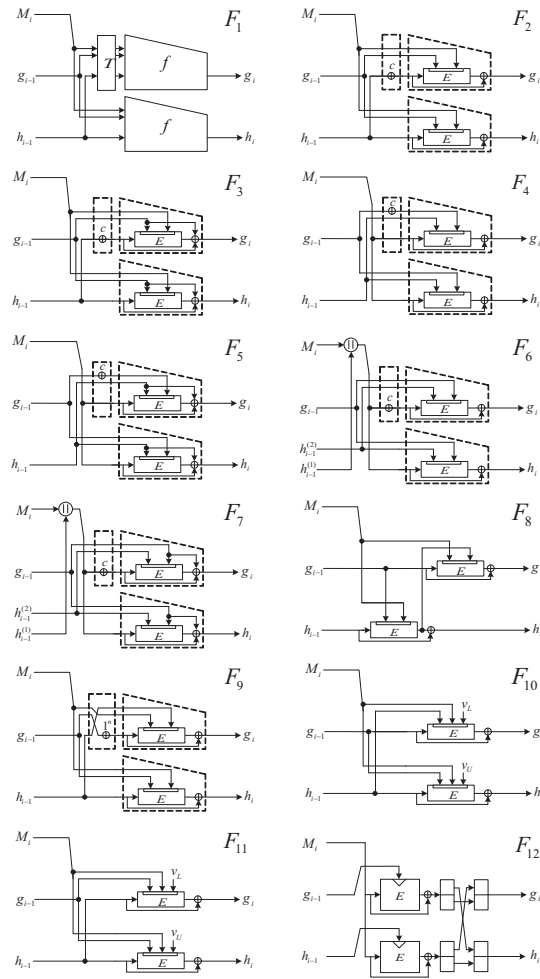 M_i
F_1
g_{i-1}
T
f
g_i
h_{i-1}
f
h_i
M_i
F_2
c
g_{i-1}
E
g_i
h_{i-1}
E
h_i
M_i
F_3
c
g_{i-1}
E
g_i
h_{i-1}
E
h_i
M_i
F_4
c
g_{i-1}
E
g_i
h_{i-1}
E
h_i
M_i
F_5
c
g_{i-1}
E
g_i
h_{i-1}
E
h_i
M_i
||
F_6
c
g_{i-1}
E
g_i
h_{i-1}^{(2)}
h_{i-1}^{(1)}
E
h_i
M_i
||
F_7
c
g_{i-1}
E
g_i
h_{i-1}^{(2)}
h_{i-1}^{(1)}
E
h_i
M_i
F_8
g_{i-1}
E
g
h_{i-1}
E
h
M_i
F_9
1^n
g_{i-1}
E
g_i
h_{i-1}
E
h_i
M_i
F_{10}
v_L
g_{i-1}
E
g
v_U
h_{i-1}
E
h
M_i
F_{11}
v_L
g_{i-1}
E
g_i
v_U
h_{i-1}
E
h_i
M_i
F_{12}
g_{i-1}
E
g_i
h_{i-1}
E
h_i